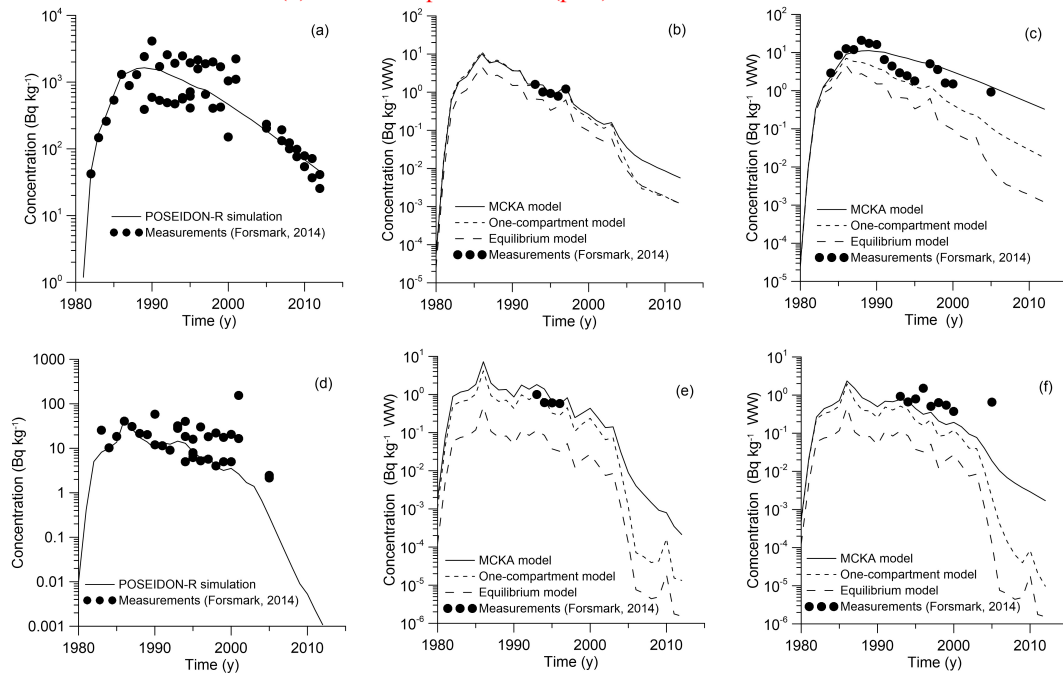 (a)
10⁴
10³
10²
10¹
10⁰
Concentration (Bq kg⁻¹)
POSEIDON-R simulation
Measurements (Forsmark, 2014)
1980 1990 2000 2010
Time (y)
(b)
10²
10¹
10⁰
10⁻¹
10⁻²
10⁻³
10⁻⁴
10⁻⁵
Concentration (Bq kg⁻¹ WW)
MCKA model
One-compartment model
Equilibrium model
Measurements (Forsmark, 2014)
1980 1990 2000 2010
Time (y)
(c)
10²
10¹
10⁰
10⁻¹
10⁻²
10⁻³
10⁻⁴
10⁻⁵
Concentration (Bq kg⁻¹ WW)
MCKA model
One-compartment model
Equilibrium model
Measurements (Forsmark, 2014)
1980 1990 2000 2010
Time (y)
(d)
1000
100
10
1
0.1
0.01
0.001
Concentration (Bq kg⁻¹)
POSEIDON-R simulation
Measurements (Forsmark, 2014)
1980 1990 2000 2010
Time (y)
(e)
10¹
10⁰
10⁻¹
10⁻²
10⁻³
10⁻⁴
10⁻⁵
10⁻⁶
Concentration (Bq kg⁻¹ WW)
MCKA model
One-compartment model
Equilibrium model
Measurements (Forsmark, 2014)
1980 1990 2000 2010
Time (y)
(f)
10¹
10⁰
10⁻¹
10⁻²
10⁻³
10⁻⁴
10⁻⁵
10⁻⁶
Comcentration (Bq kg⁻¹ WW)
MCKA model
One-compartment model
Equilibrium model
Measurements (Forsmark, 2014)
1980 1990 2000 2010
Time (y)